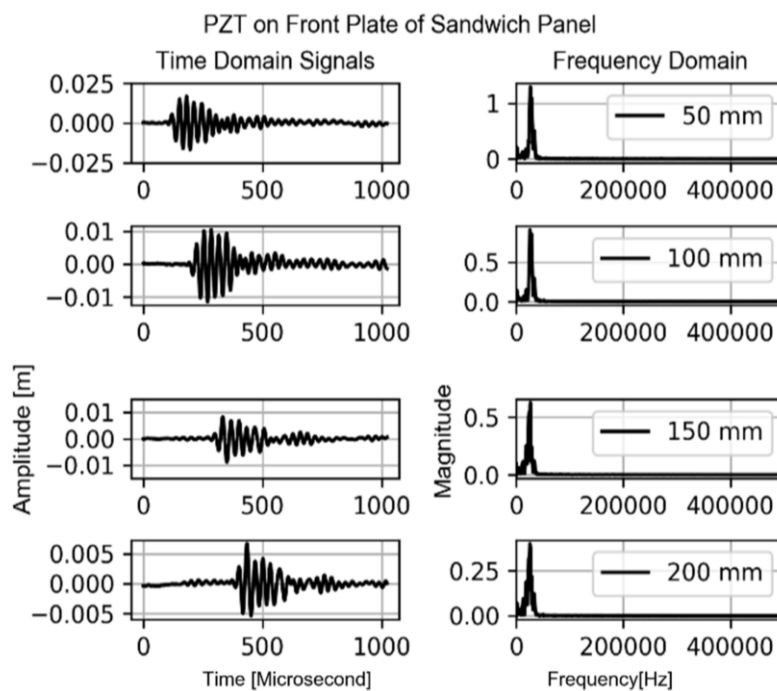 PZT on Front Plate of Sandwich Panel
Time Domain Signals
Frequency Domain
0.025
0.000
−0.025
0 500 1000
1
0
50 mm
0 200000 400000
0.01
0.00
−0.01
0 500 1000
0.5
0.0
100 mm
0 200000 400000
Amplitude [m]
0.01
0.00
−0.01
0 500 1000
Magnitude
0.5
0.0
150 mm
0 200000 400000
0.005
0.000
−0.005
0 500 1000
0.25
0.00
200 mm
0 200000 400000
Time [Microsecond]
Frequency[Hz]